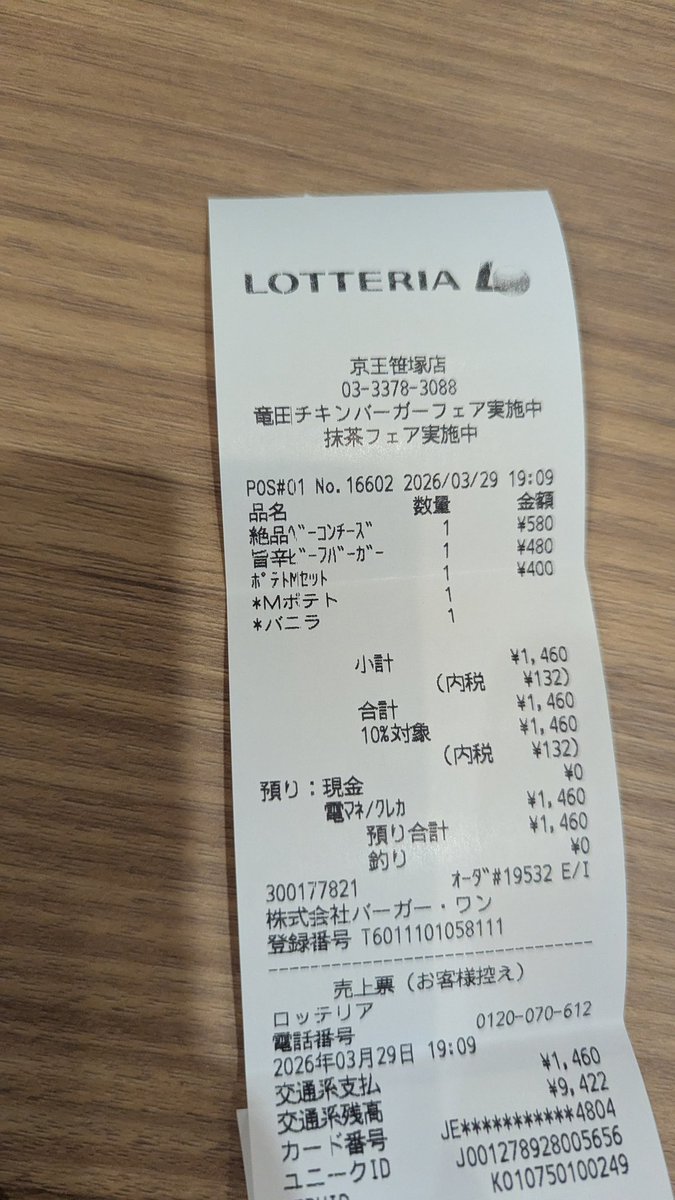 LOTTERIA
京王笹塚店
03-3378-3088
竜田チキンバーガーフェア実施中
抹茶フェア実施中
POS#01 No.16602 2026/03/29 19:09
品名 数量 金額
絶品ベーコンチーズ 1 ¥580
旨辛ビーフバーガー 1 ¥480
ポテトMセット 1 ¥400
*Mポテト 1
*バニラ 1
小計 ¥1,460
(内税 ¥132)
合計 ¥1,460
10%対象 ¥1,460
(内税 ¥132)
預り:現金 ¥0
電マネ/クレカ ¥1,460
預り合計 ¥1,460
釣り ¥0
300177821 オーダ#19532 E/I
株式会社バーガー・ワン
登録番号 T6011101058111
売上票(お客様控え)
ロッテリア
電話番号 0120-070-612
2026年03月29日 19:09
交通系支払 ¥1,460
交通系残高 ¥9,422
カード番号 JE***********4804
ユニークID J001278928005656
K010750100249